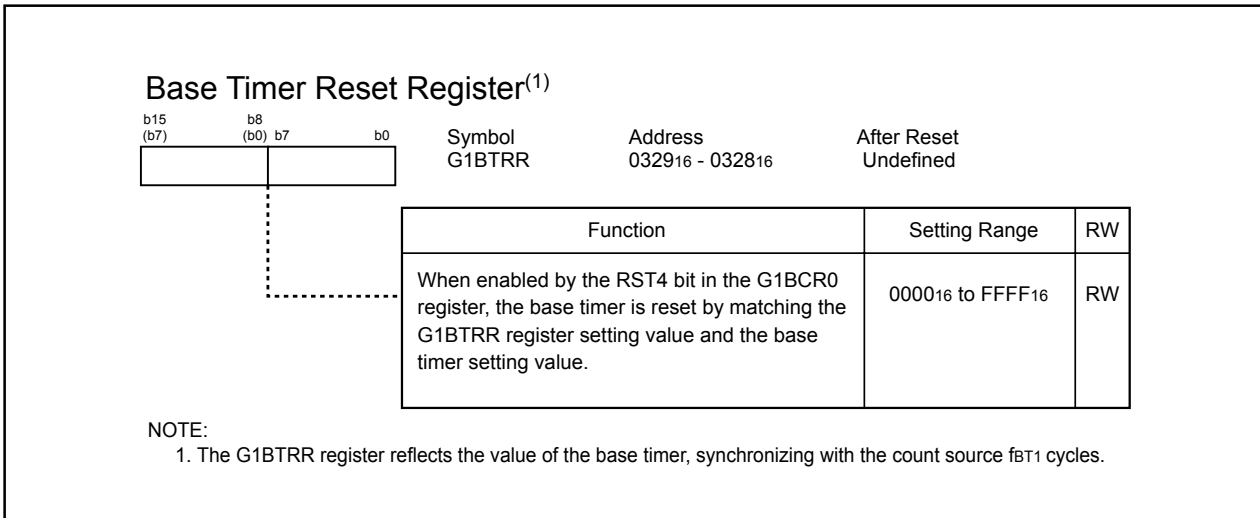 Base Timer Reset Register(1)
b15 b8
(b7) (b0) b7 b0
Symbol Address After Reset
G1BTRR 032916 - 032816 Undefined
Function Setting Range RW
When enabled by the RST4 bit in the G1BCR0
register, the base timer is reset by matching the
G1BTRR register setting value and the base
timer setting value.
000016 to FFFF16 RW
NOTE:
1. The G1BTRR register reflects the value of the base timer, synchronizing with the count source fBT1 cycles.